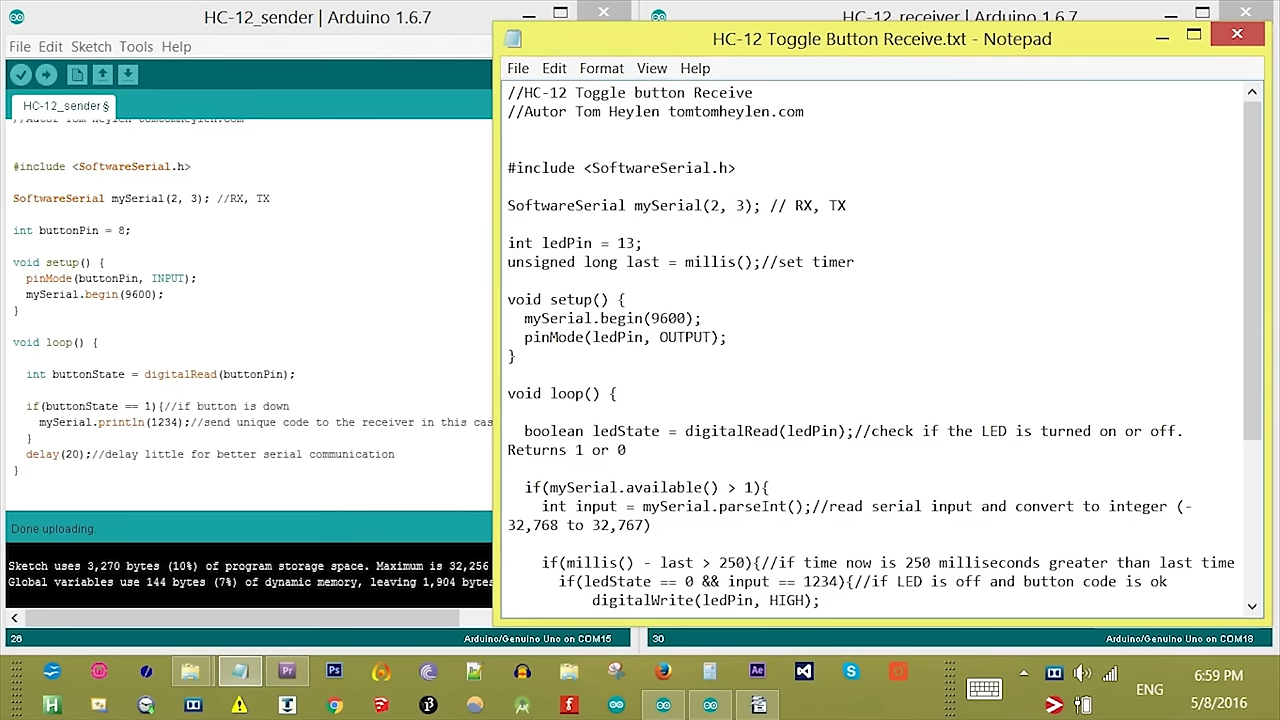 HC-12_sender | Arduino 1.6.7
File Edit Sketch Tools Help
HC-12_sender §
//Autor Tom Heylen tomtomheylen.com
#include <SoftwareSerial.h>
SoftwareSerial mySerial(2, 3); //RX, TX
int buttonPin = 8;
void setup() {
pinMode(buttonPin, INPUT);
mySerial.begin(9600);
}
void loop() {
int buttonState = digitalRead(buttonPin);
if(buttonState == 1){//if button is down
mySerial.println(1234);//send unique code to the receiver in this cas
}
delay(20);//delay little for better serial communication
}
Done uploading.
Sketch uses 3,270 bytes (10%) of program storage space. Maximum is 32,256
Global variables use 144 bytes (7%) of dynamic memory, leaving 1,904 bytes
26
Arduino/Genuino Uno on COM15
HC-12_receiver | Arduino 1.6.7
HC-12 Toggle Button Receive.txt - Notepad
File Edit Format View Help
//HC-12 Toggle button Receive
//Autor Tom Heylen tomtomheylen.com
#include <SoftwareSerial.h>
SoftwareSerial mySerial(2, 3); // RX, TX
int ledPin = 13;
unsigned long last = millis();//set timer
void setup() {
mySerial.begin(9600);
pinMode(ledPin, OUTPUT);
}
void loop() {
boolean ledState = digitalRead(ledPin);//check if the LED is turned on or off.
Returns 1 or 0
if(mySerial.available() > 1){
int input = mySerial.parseInt();//read serial input and convert to integer (-
32,768 to 32,767)
if(millis() - last > 250){//if time now is 250 milliseconds greater than last time
if(ledState == 0 && input == 1234){//if LED is off and button code is ok
digitalWrite(ledPin, HIGH);
30
Arduino/Genuino Uno on COM18
Pr
Ps
Ae
ENG
6:59 PM
5/8/2016